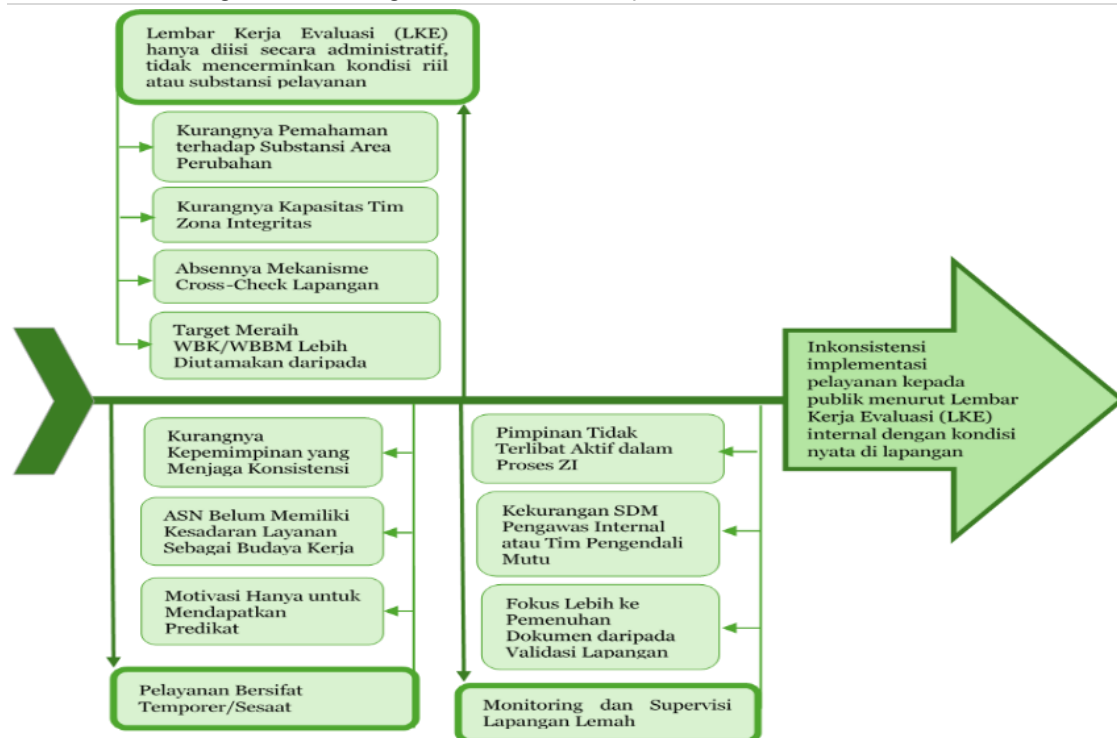 Lembar Kerja Evaluasi (LKE)
hanya diisi secara administratif,
tidak mencerminkan kondisi riil
atau substansi pelayanan
Kurangnya Pemahaman
terhadap Substansi Area
Perubahan
Kurangnya Kapasitas Tim
Zona Integritas
Absennya Mekanisme
Cross-Check Lapangan
Target Meraih
WBK/WBBM Lebih
Diutamakan daripada
Inkonsistensi
implementasi
pelayanan kepada
publik menurut Lembar
Kerja Evaluasi (LKE)
internal dengan kondisi
nyata di lapangan
Kurangnya
Kepemimpinan yang
Menjaga Konsistensi
ASN Belum Memiliki
Kesadaran Layanan
Sebagai Budaya Kerja
Motivasi Hanya untuk
Mendapatkan
Predikat
Pelayanan Bersifat
Temporer/Sesaat
Pimpinan Tidak
Terlibat Aktif dalam
Proses ZI
Kekurangan SDM
Pengawas Internal
atau Tim Pengendali
Mutu
Fokus Lebih ke
Pemenuhan
Dokumen daripada
Validasi Lapangan
Monitoring dan Supervisi
Lapangan Lemah